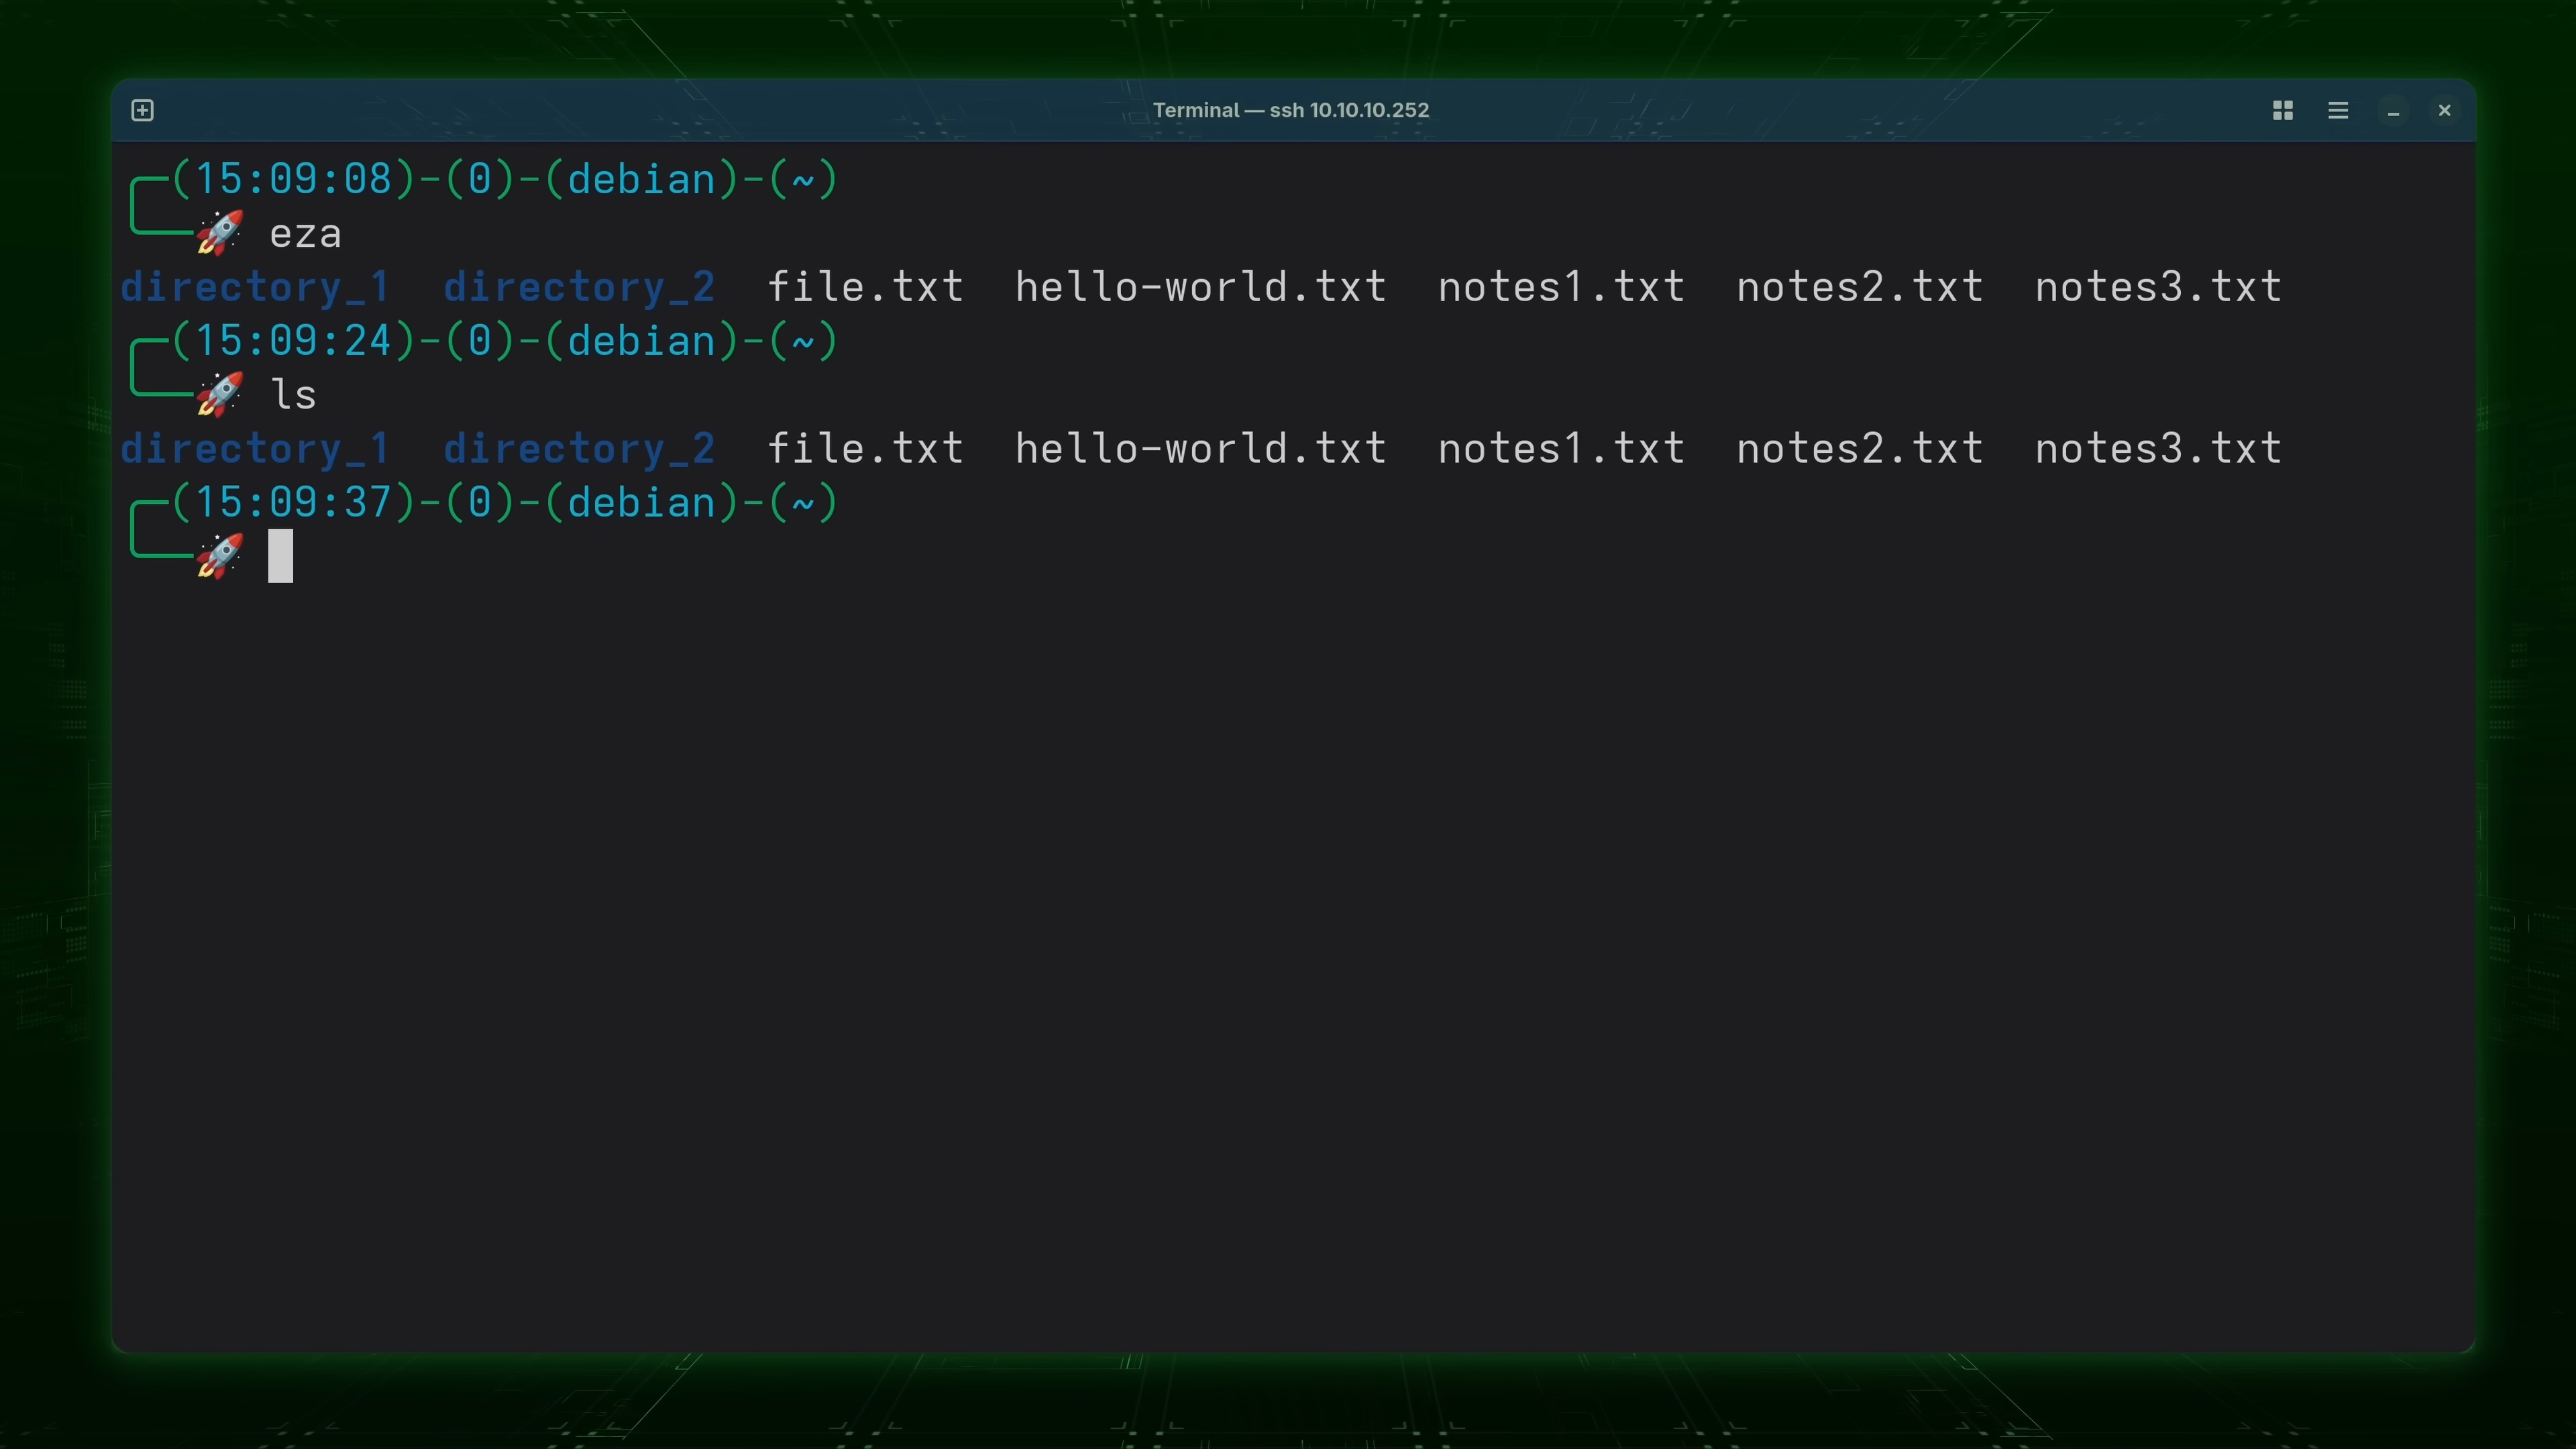 Terminal — ssh 10.10.10.252
(15:09:08)-(0)-(debian)-(~)
🚀 eza
directory_1  directory_2  file.txt  hello-world.txt  notes1.txt  notes2.txt  notes3.txt
(15:09:24)-(0)-(debian)-(~)
🚀 ls
directory_1  directory_2  file.txt  hello-world.txt  notes1.txt  notes2.txt  notes3.txt
(15:09:37)-(0)-(debian)-(~)
🚀